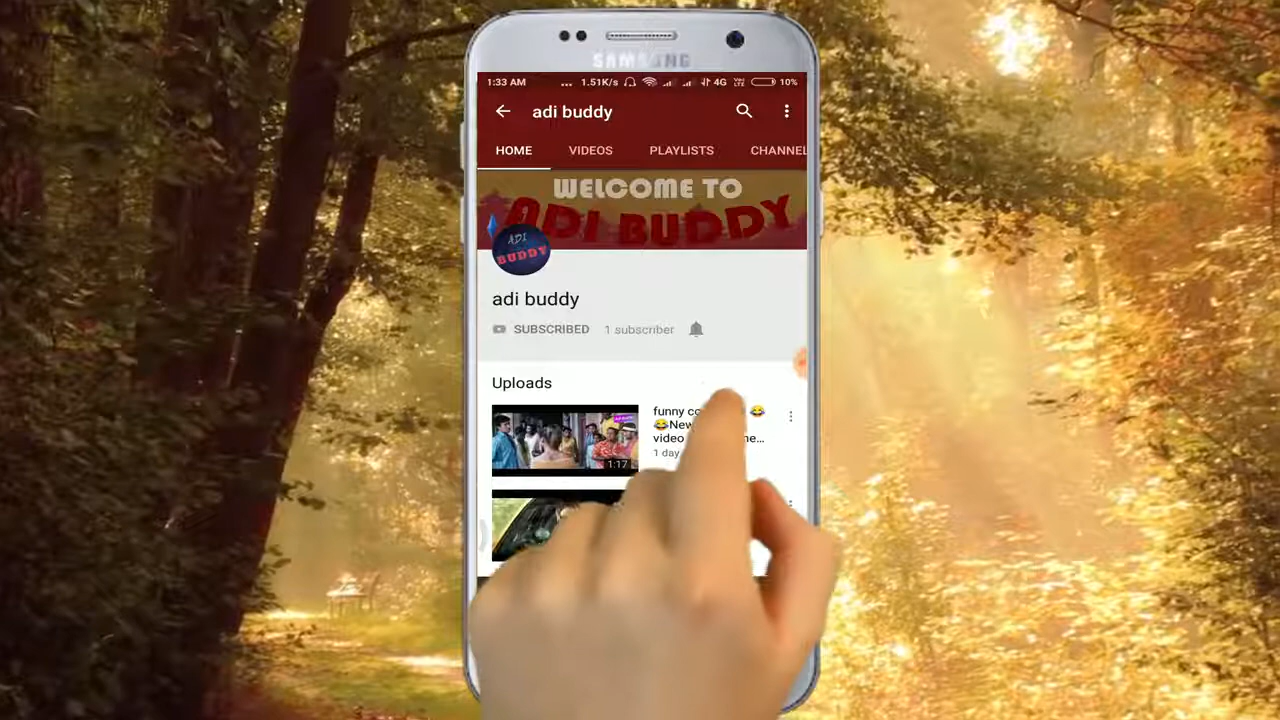 SAMSUNG
1:33 AM ... 1.51K/s 4G 10%
adi buddy
HOME VIDEOS PLAYLISTS CHANNEL
WELCOME TO
ADI BUDDY
ADI
BUDDY
adi buddy
SUBSCRIBED 1 subscriber
Uploads
funny 😂
😂New
video
1 day
1:17